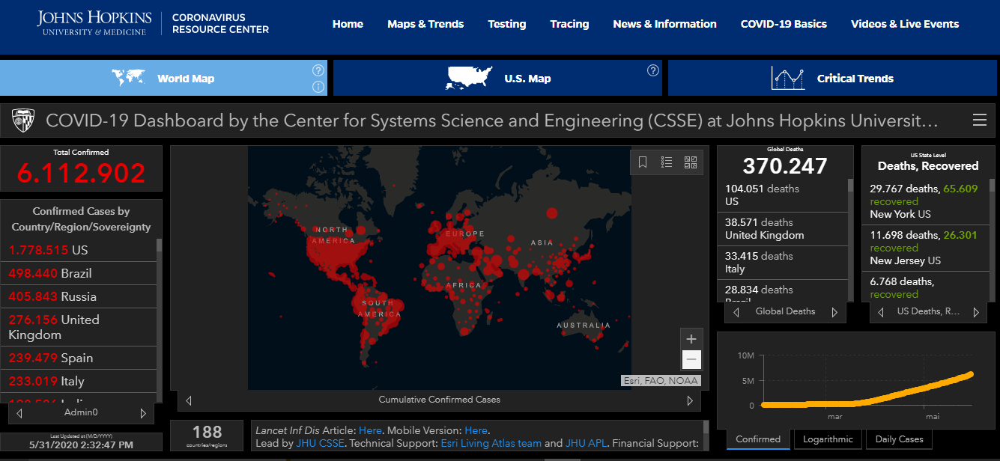 JOHNS HOPKINS
UNIVERSITY & MEDICINE
CORONAVIRUS
RESOURCE CENTER
Home
Maps & Trends
Testing
Tracing
News & Information
COVID-19 Basics
Videos & Live Events
World Map
U.S. Map
Critical Trends
COVID-19 Dashboard by the Center for Systems Science and Engineering (CSSE) at Johns Hopkins Universit...
Total Confirmed
6.112.902
Confirmed Cases by
Country/Region/Sovereignty
1.778.515 US
498.440 Brazil
405.843 Russia
276.156 United
Kingdom
239.479 Spain
233.019 Italy
Admin0
Last Updated at (M/D/YYYY)
5/31/2020 2:32:47 PM
NORTH
AMERICA
EUROPE
ASIA
AFRICA
SOUTH
AMERICA
AUSTRALIA
Esri, FAO, NOAA
Cumulative Confirmed Cases
188
countries/regions
Lancet Inf Dis Article: Here. Mobile Version: Here.
Lead by JHU CSSE. Technical Support: Esri Living Atlas team and JHU APL. Financial Support:
Global Deaths
370.247
104.051 deaths
US
38.571 deaths
United Kingdom
33.415 deaths
Italy
28.834 deaths
Brazil
Global Deaths
US State Level
Deaths, Recovered
29.767 deaths, 65.609
recovered
New York US
11.698 deaths, 26.301
recovered
New Jersey US
6.768 deaths,
recovered
US Deaths, R...
10M
5M
0
mar
mai
Confirmed
Logarithmic
Daily Cases